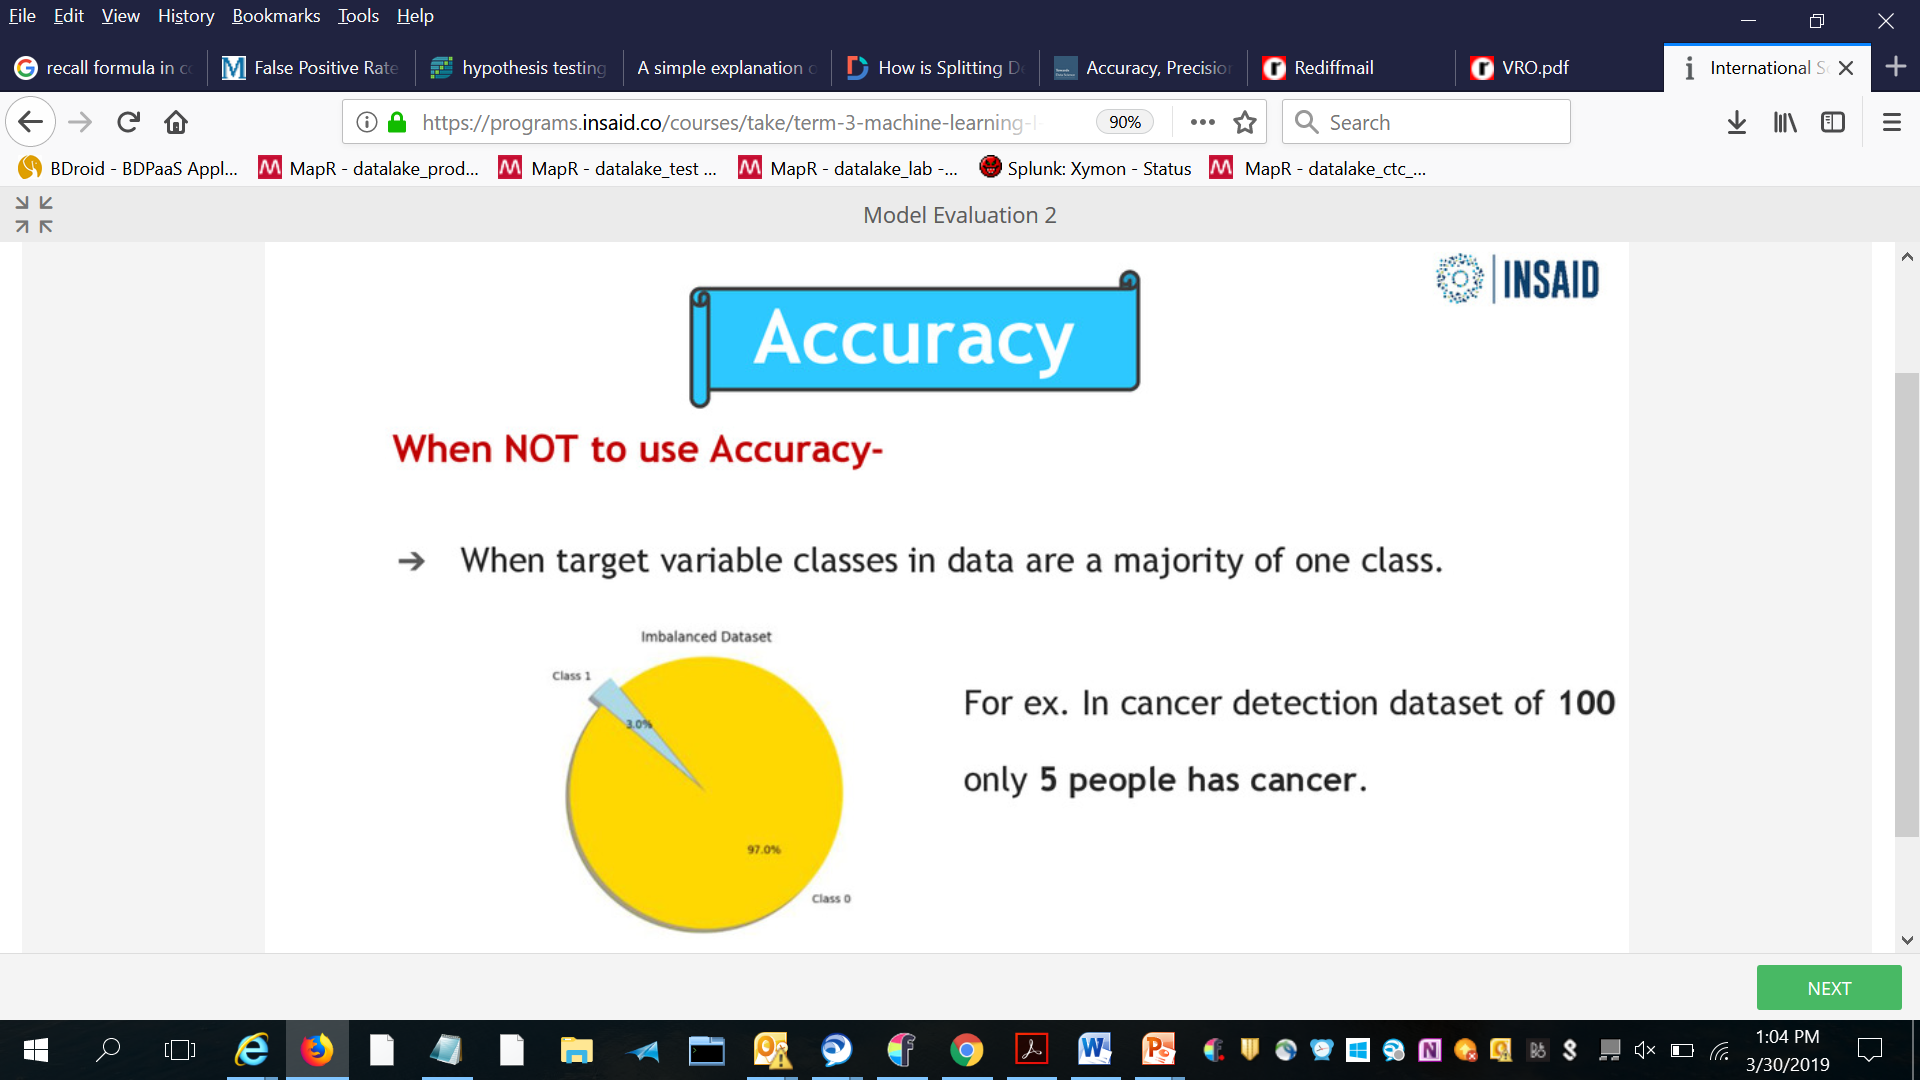 File Edit View History Bookmarks Tools Help
recall formula in c
False Positive Rate
hypothesis testing
A simple explanation o
How is Splitting De
Accuracy, Precision
Rediffmail
VRO.pdf
International S
https://programs.insaid.co/courses/take/term-3-machine-learning-l
90%
Search
BDroid - BDPaaS Appl...
MapR - datalake_prod...
MapR - datalake_test ...
MapR - datalake_lab -...
Splunk: Xymon - Status
MapR - datalake_ctc_...
Model Evaluation 2
INSAID
Accuracy
When NOT to use Accuracy-
➔ When target variable classes in data are a majority of one class.
Imbalanced Dataset
Class 1
3.0%
97.0%
Class 0
For ex. In cancer detection dataset of 100
only 5 people has cancer.
NEXT
1:04 PM
3/30/2019